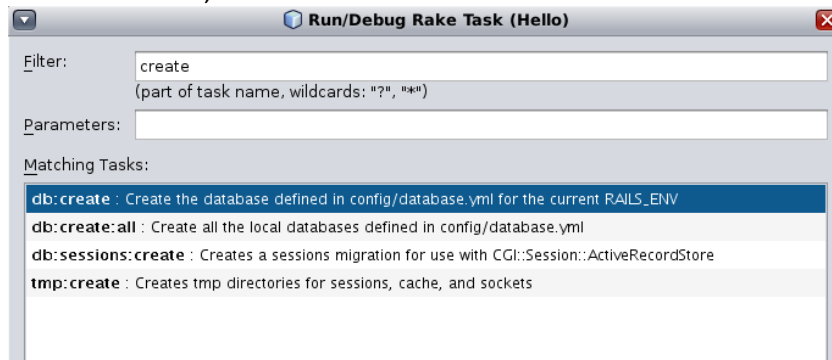 Run/Debug Rake Task (Hello)
Filter: create
(part of task name, wildcards: "?", "*")
Parameters:
Matching Tasks:
db:create : Create the database defined in config/database.yml for the current RAILS_ENV
db:create:all : Create all the local databases defined in config/database.yml
db:sessions:create : Creates a sessions migration for use with CGI::Session::ActiveRecordStore
tmp:create : Creates tmp directories for sessions, cache, and sockets